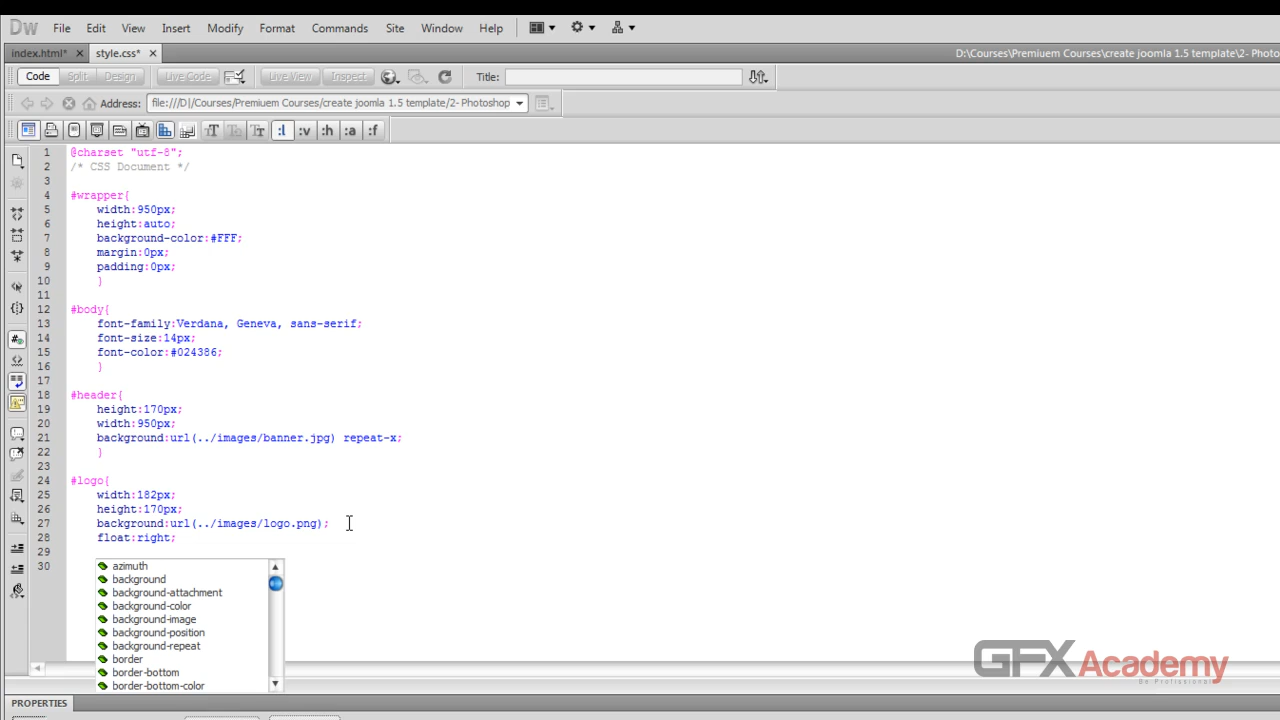 Dw File Edit View Insert Modify Format Commands Site Window Help
index.html* style.css* D:\Courses\Premiuem Courses\create joomla 1.5 template\2- Photo
Code Split Design Live Code Live View Inspect Title:
Address: file:///D|/Courses/Premiuem Courses/create joomla 1.5 template/2- Photoshop
:l :v :h :a :f
1 @charset "utf-8";
2 /* CSS Document */
3
4 #wrapper{
5 width:950px;
6 height:auto;
7 background-color:#FFF;
8 margin:0px;
9 padding:0px;
10 }
11
12 #body{
13 font-family:Verdana, Geneva, sans-serif;
14 font-size:14px;
15 font-color:#024386;
16 }
17
18 #header{
19 height:170px;
20 width:950px;
21 background:url(../images/banner.jpg) repeat-x;
22 }
23
24 #logo{
25 width:182px;
26 height:170px;
27 background:url(../images/logo.png);
28 float:right;
29
30
azimuth
background
background-attachment
background-color
background-image
background-position
background-repeat
border
border-bottom
border-bottom-color
GFXAcademy
Be Professional
PROPERTIES